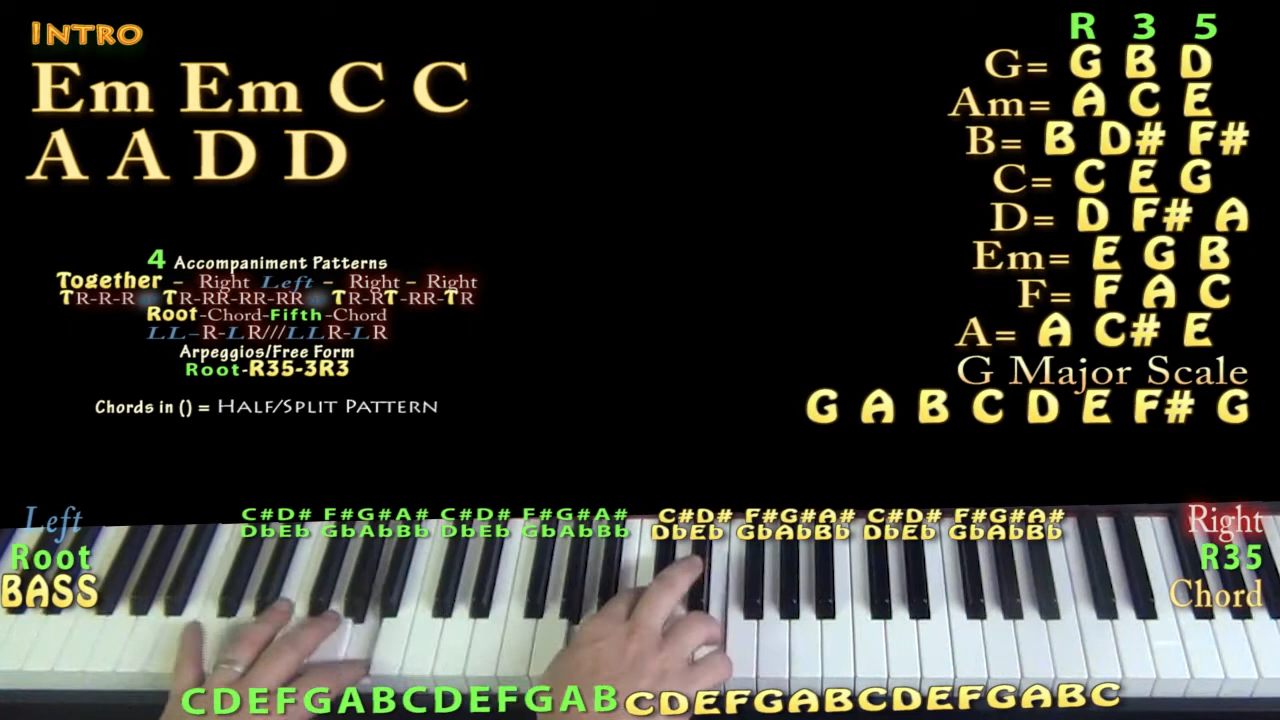 Intro
Em Em C C
A A D D
4 Accompaniment Patterns
Together - Right Left - Right - Right
TR-R-R TR-RR-RR-RR TR-RT-RR-TR
Root-Chord-Fifth-Chord
LL-R-LR///LLR-LR
Arpeggios/Free Form
Root-R35-3R3
Chords in () = Half/Split Pattern
R 3 5
G= G B D
Am= A C E
B= B D# F#
C= C E G
D= D F# A
Em= E G B
F= F A C
A= A C# E
G Major Scale
G A B C D E F# G
Left
Root
BASS
C#D# F#G#A# C#D# F#G#A# C#D# F#G#A# C#D# F#G#A#
DbEb GbAbBb DbEb GbAbBb DbEb GbAbBb DbEb GbAbBb
Right
R35
Chord
CDEFGABCDEFGAB CDEFGABCDEFGABC